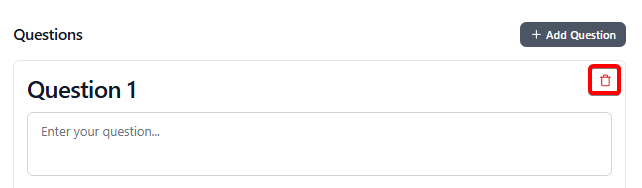 Questions
+ Add Question
Question 1
Enter your question...